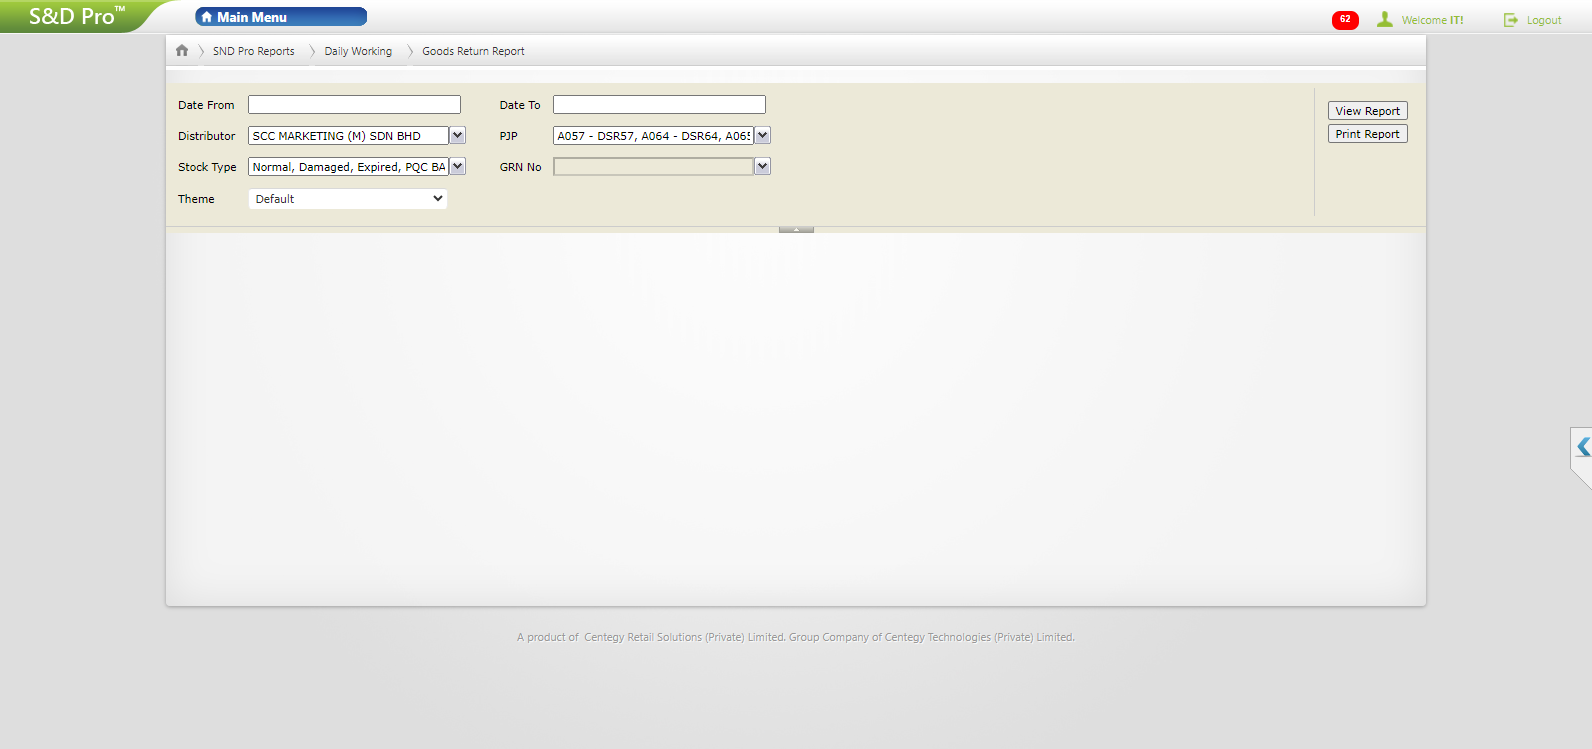 S&D Pro™
Main Menu
62
Welcome IT!
Logout
SND Pro Reports
Daily Working
Goods Return Report
Date From
Date To
View Report
Distributor
SCC MARKETING (M) SDN BHD
PJP
A057 - DSR57, A064 - DSR64, A065
Print Report
Stock Type
Normal, Damaged, Expired, PQC BA
GRN No
Theme
Default
A product of Centegy Retail Solutions (Private) Limited. Group Company of Centegy Technologies (Private) Limited.